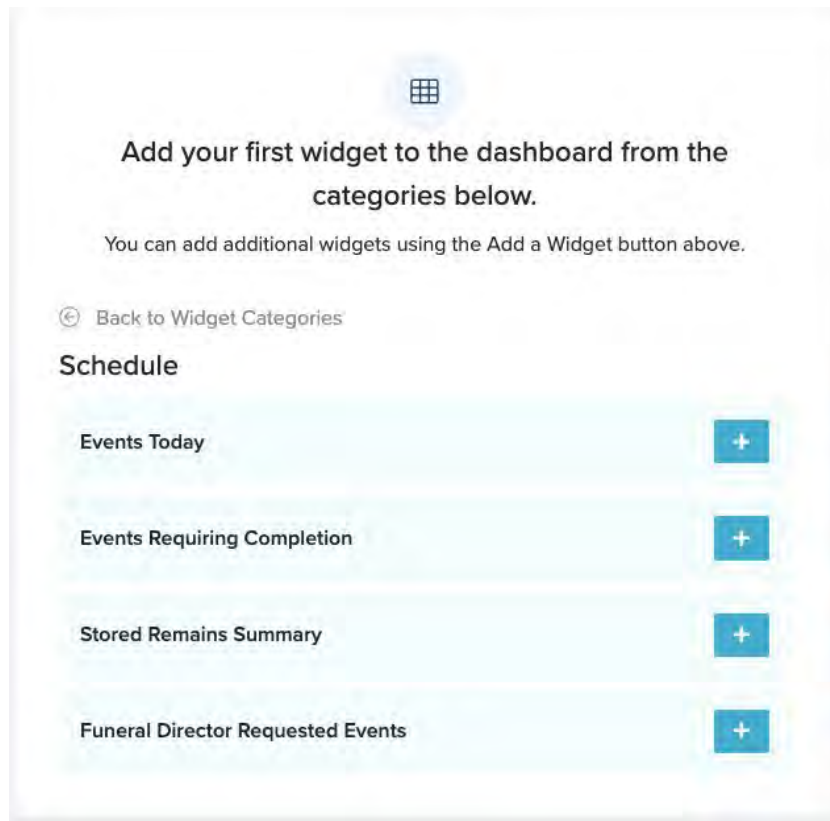 Add your first widget to the dashboard from the
categories below.
You can add additional widgets using the Add a Widget button above.
Back to Widget Categories
Schedule
Events Today
Events Requiring Completion
Stored Remains Summary
Funeral Director Requested Events